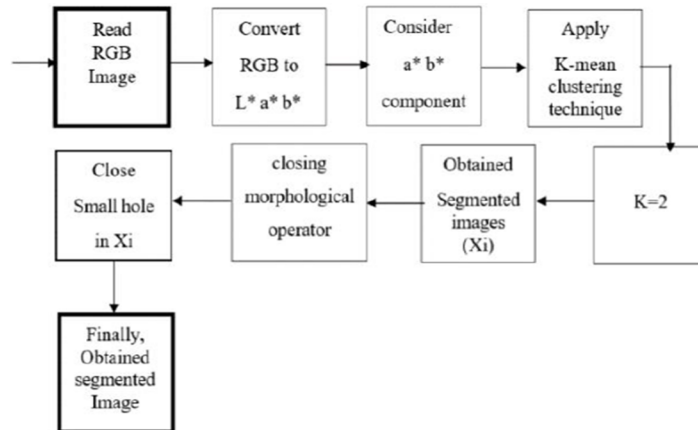 Read
RGB
Image
Convert
RGB to
L* a* b*
Consider
a* b*
component
Apply
K-mean
clustering
technique
K=2
Obtained
Segmented
images
(Xi)
closing
morphological
operator
Close
Small hole
in Xi
Finally,
Obtained
segmented
Image